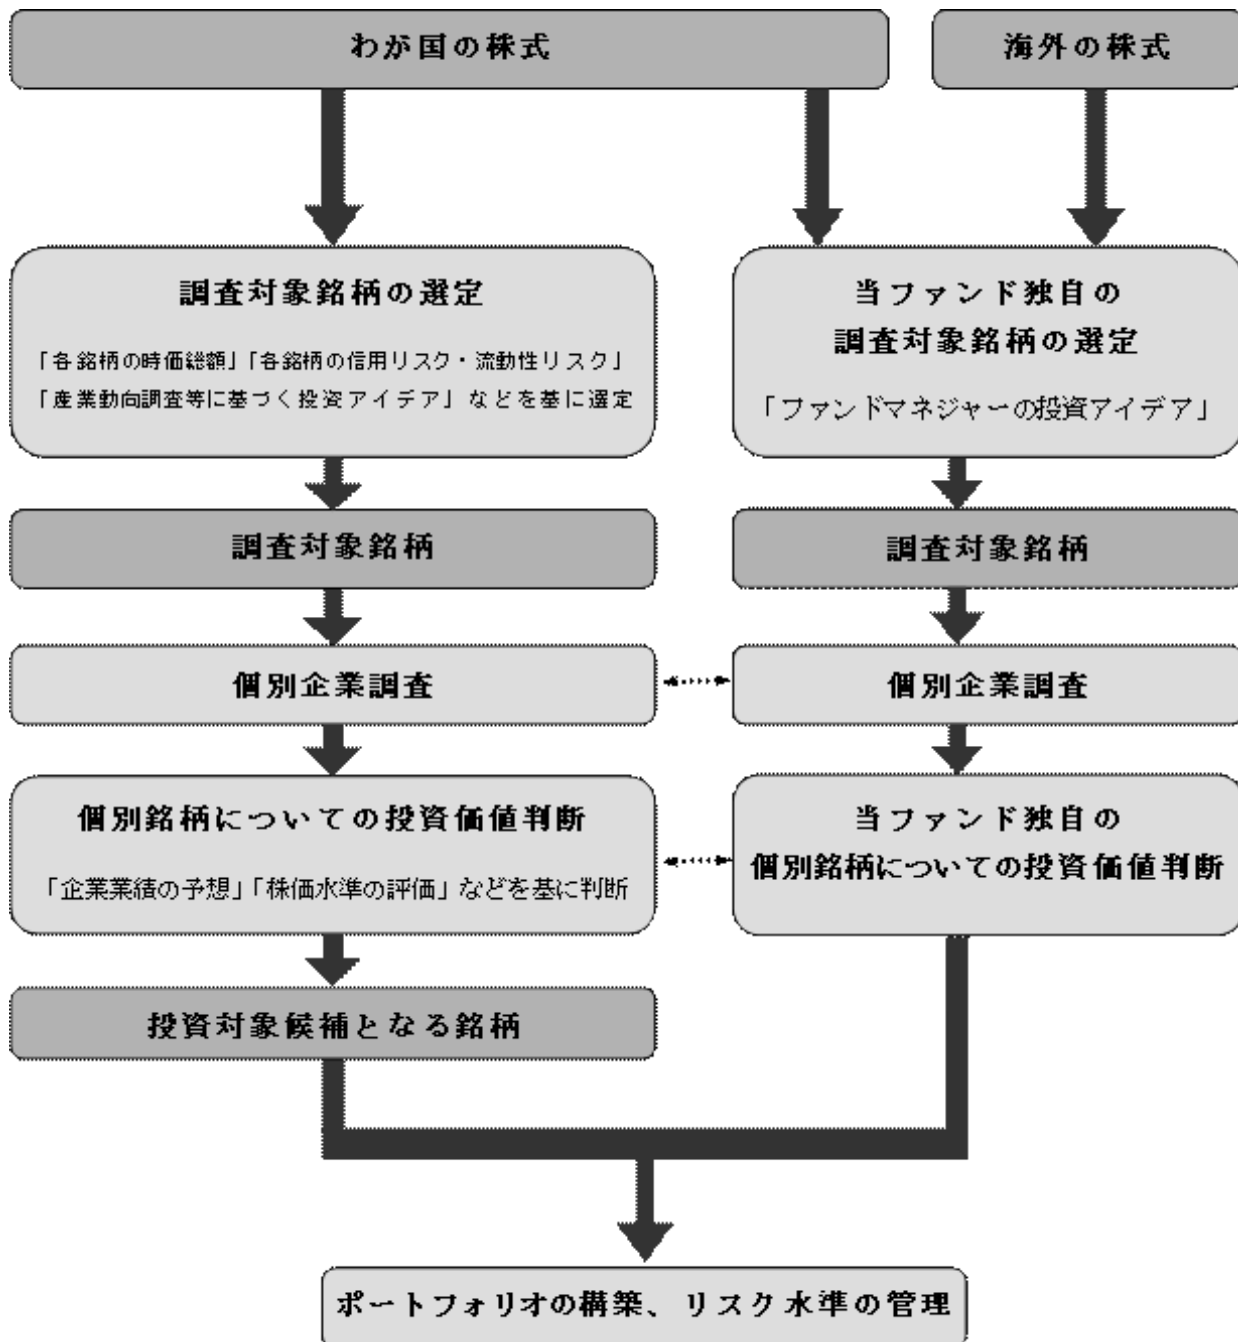 わが国の株式
海外の株式
調査対象銘柄の選定
「各銘柄の時価総額」「各銘柄の信用リスク・流動性リスク」
「産業動向調査等に基づく投資アイデア」などを基に選定
当ファンド独自の
調査対象銘柄の選定
「ファンドマネジャーの投資アイデア」
調査対象銘柄
調査対象銘柄
個別企業調査
個別企業調査
個別銘柄についての投資価値判断
「企業業績の予想」「株価水準の評価」などを基に判断
当ファンド独自の
個別銘柄についての投資価値判断
投資対象候補となる銘柄
ポートフォリオの構築、リスク水準の管理